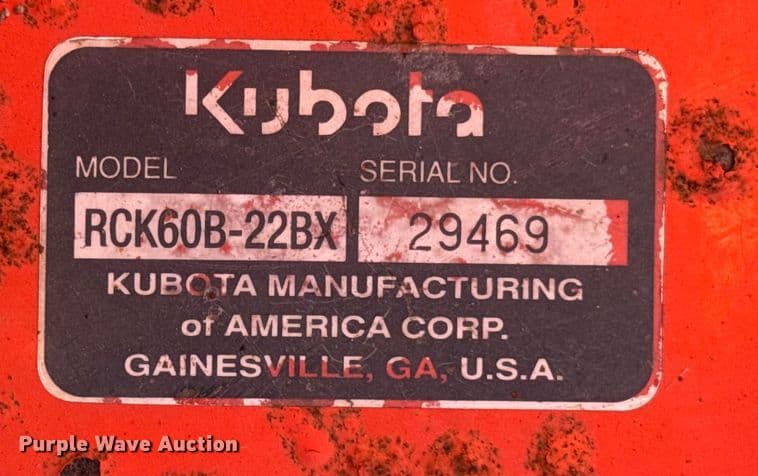 Kubota
MODEL SERIAL NO.
RCK60B-22BX 29469
KUBOTA MANUFACTURING
of AMERICA CORP.
GAINESVILLE, GA, U.S.A.
Purple Wave Auction